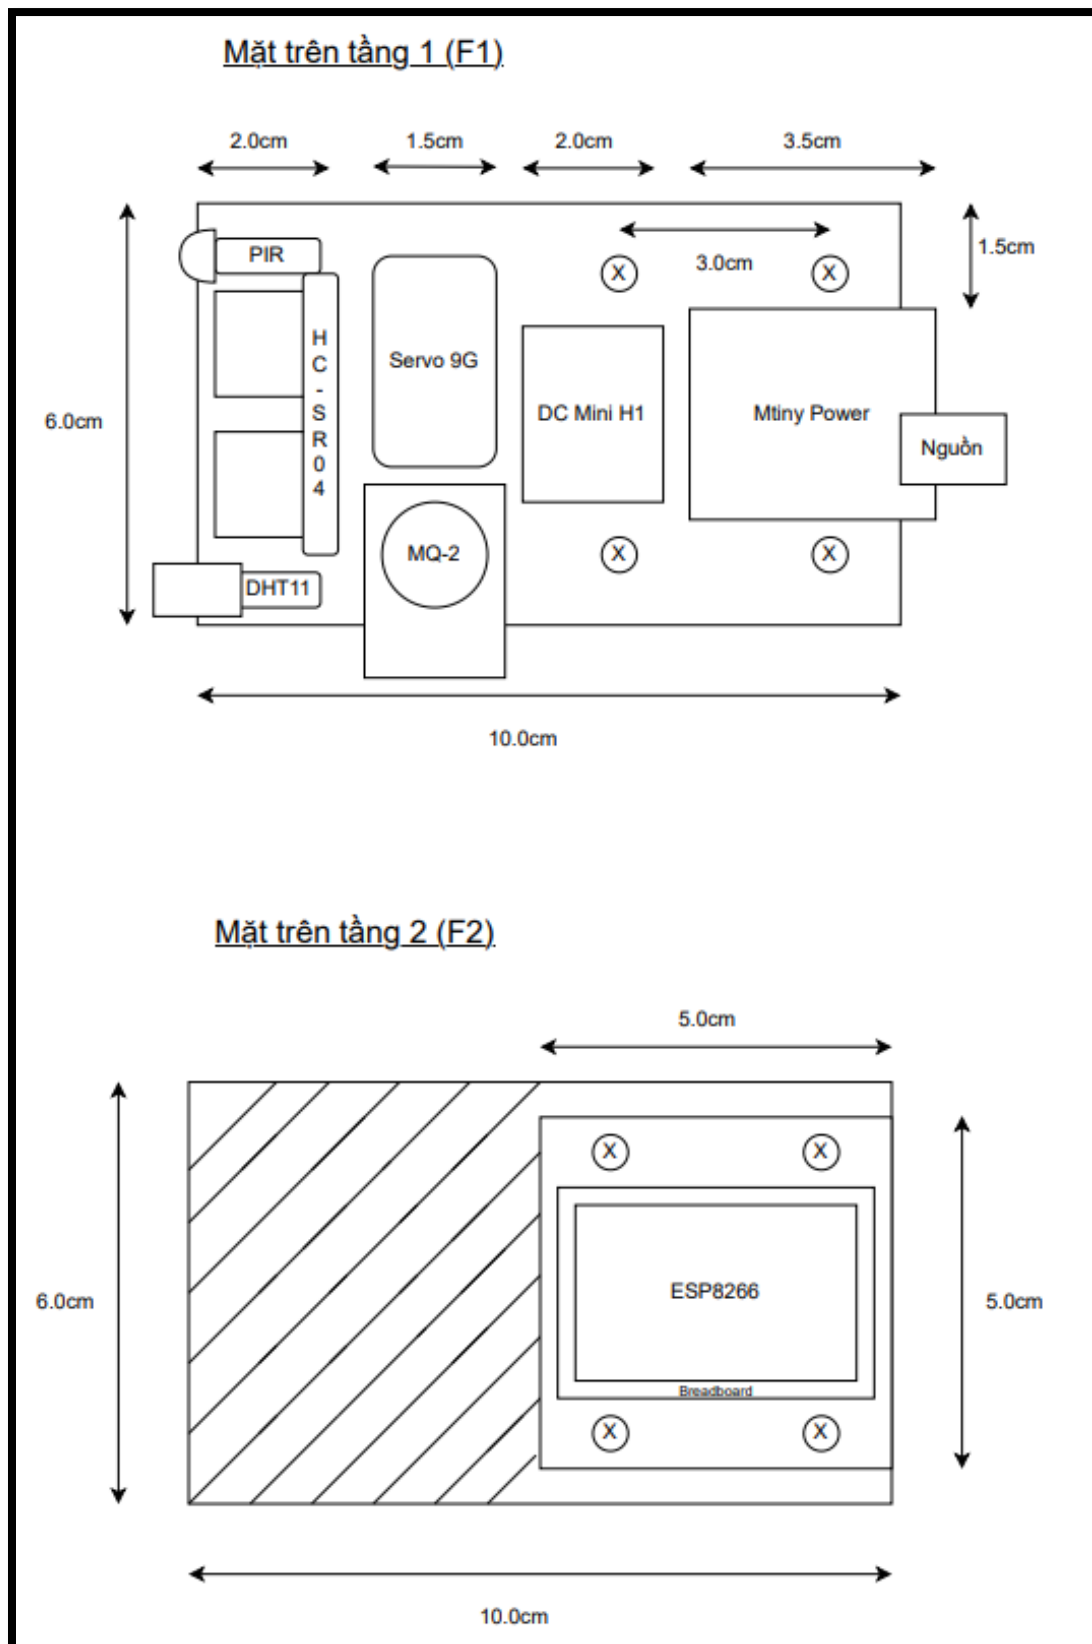 Mặt trên tầng 1 (F1)
2.0cm
1.5cm
2.0cm
3.5cm
PIR
X
3.0cm
X
1.5cm
HC-SR04
Servo 9G
DC Mini H1
Mtiny Power
6.0cm
Nguồn
MQ-2
X
X
DHT11
10.0cm
Mặt trên tầng 2 (F2)
5.0cm
X
X
ESP8266
6.0cm
5.0cm
Breadboard
X
X
10.0cm